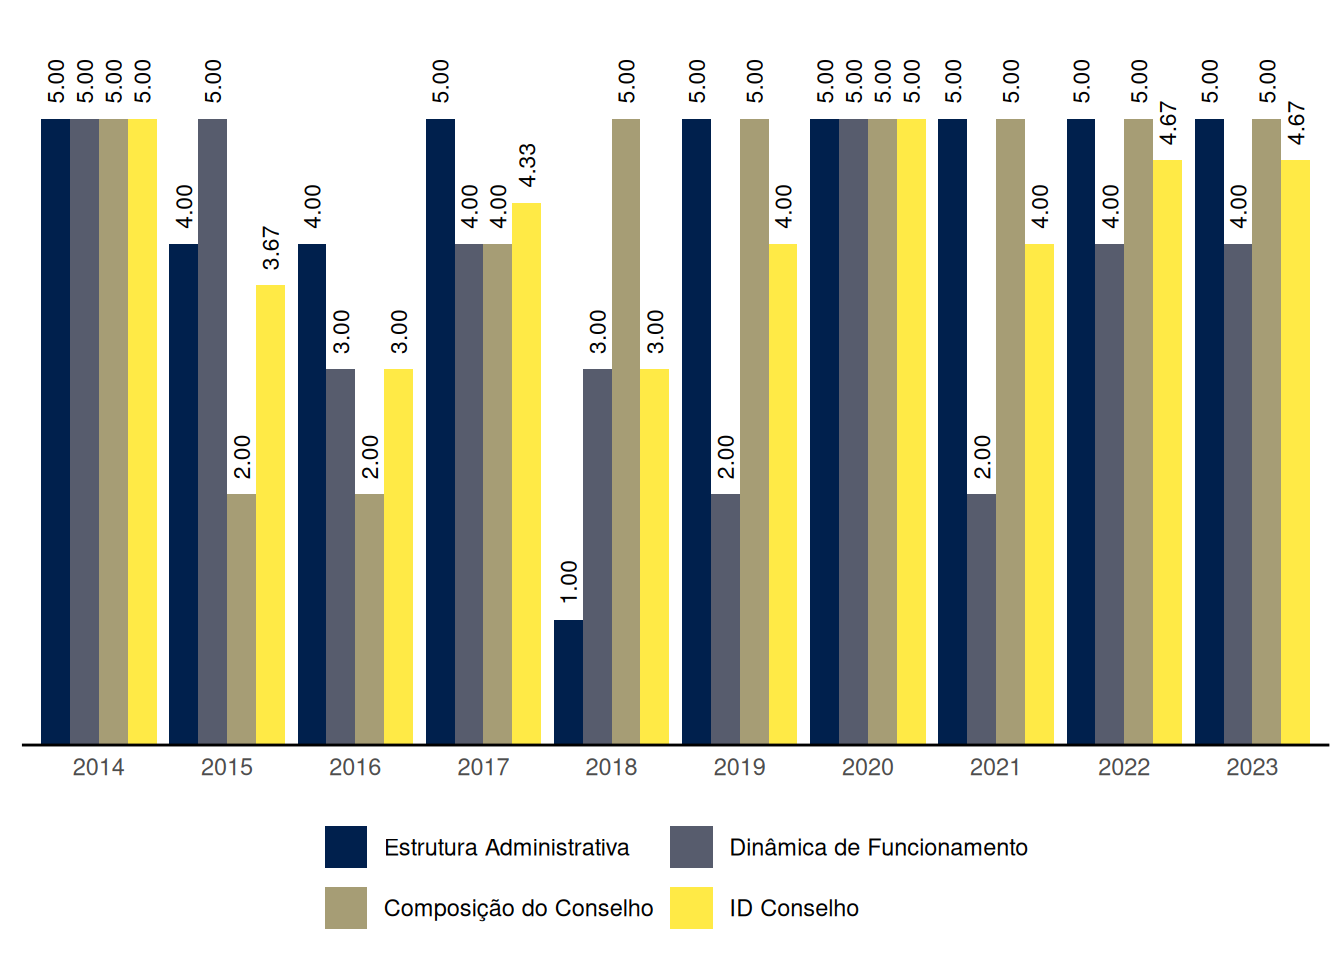 5.00 5.00 5.00 5.00 4.00 5.00 2.00 3.67 4.00 3.00 2.00 3.00 5.00 4.00 4.00 4.33 1.00 3.00 5.00 3.00 5.00 2.00 5.00 4.00 5.00 5.00 5.00 5.00 5.00 2.00 5.00 4.00 5.00 4.00 5.00 4.67 5.00 4.00 5.00 4.67
2014 2015 2016 2017 2018 2019 2020 2021 2022 2023
Estrutura Administrativa Dinâmica de Funcionamento
Composição do Conselho ID Conselho